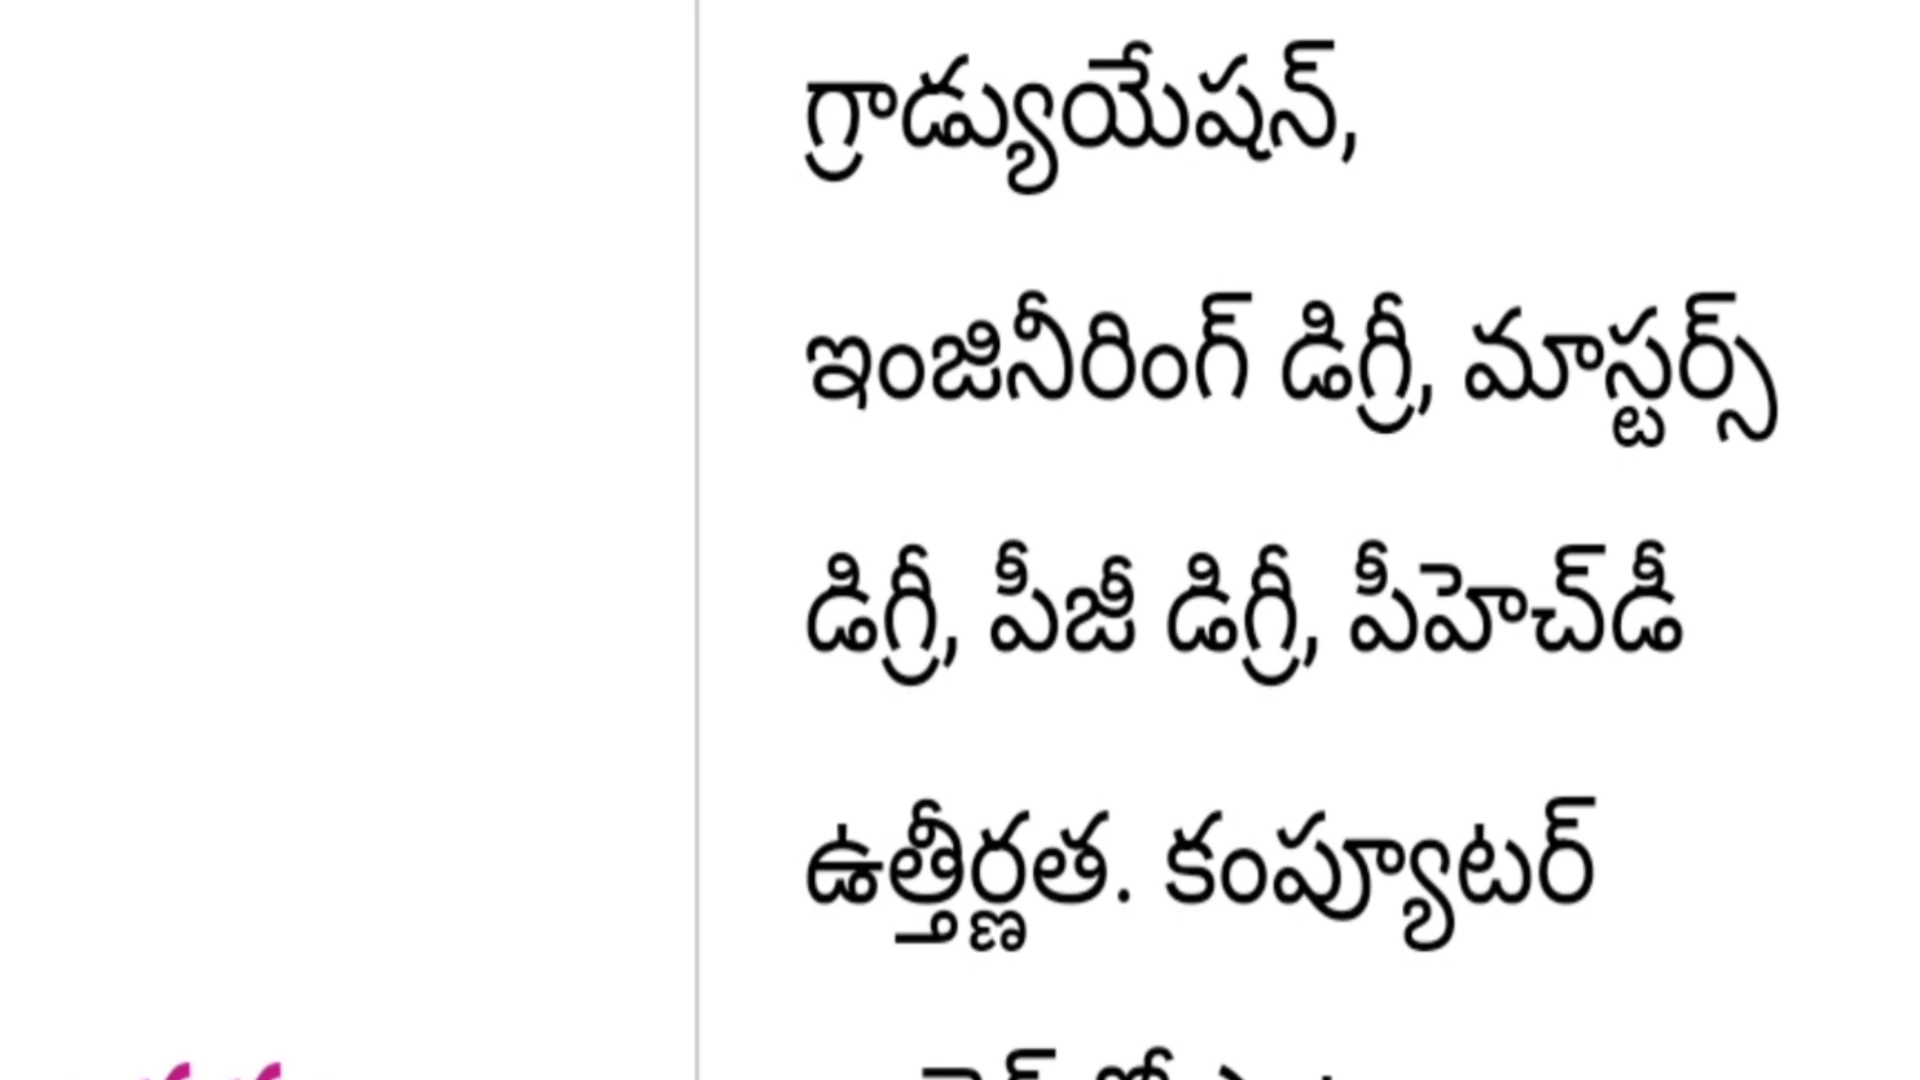 గ్రాడ్యుయేషన్,
ఇంజినీరింగ్ డిగ్రీ, మాస్టర్స్
డిగ్రీ, పీజీ డిగ్రీ, పీహెచ్‌డీ
ఉత్తీర్ణత. కంప్యూటర్